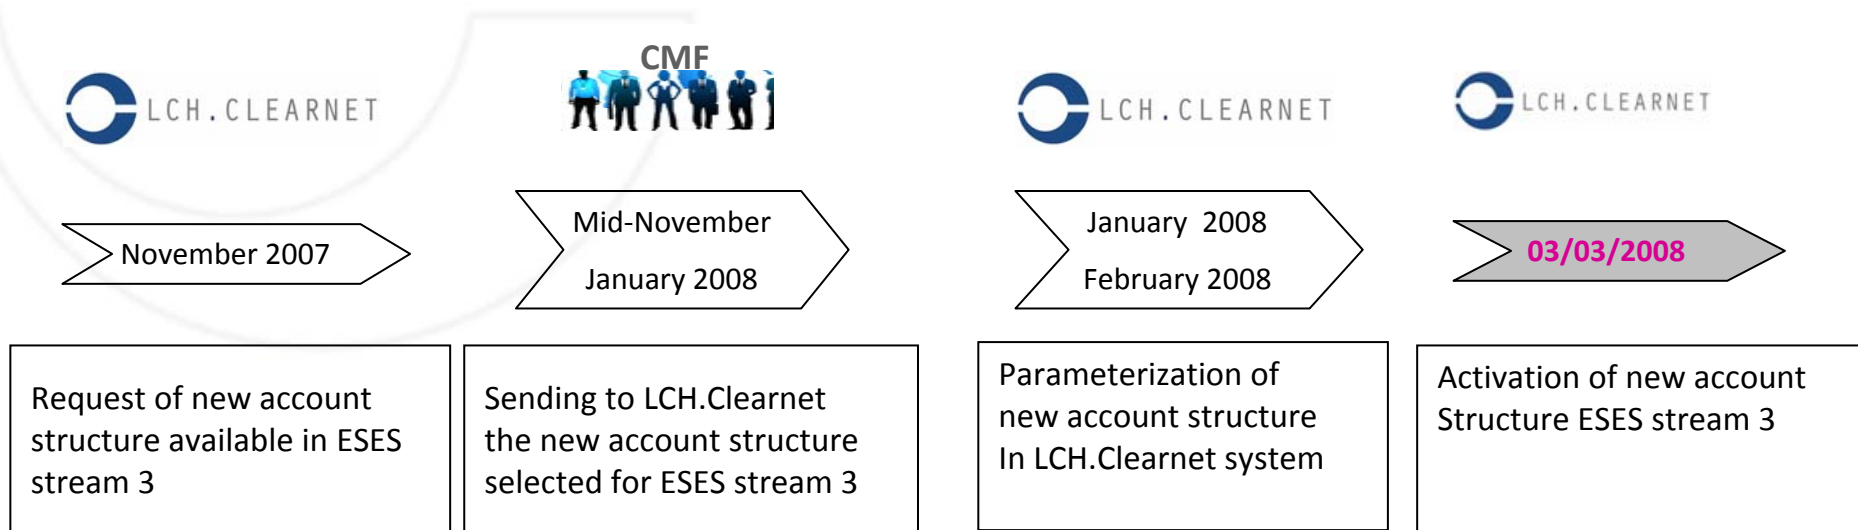 LCH.CLEARNET
CMF
LCH.CLEARNET
LCH.CLEARNET
November 2007
Mid-November
January 2008
January 2008
February 2008
03/03/2008
Request of new account
structure available in ESES
stream 3
Sending to LCH.Clearnet
the new account structure
selected for ESES stream 3
Parameterization of
new account structure
In LCH.Clearnet system
Activation of new account
Structure ESES stream 3